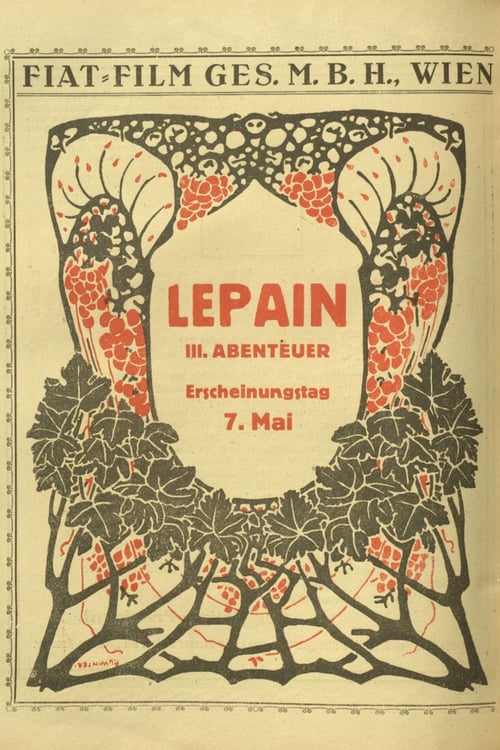 FIAT=FILM GES. M. B. H., WIEN
LEPAIN
III. ABENTEUER
Erscheinungstag
7. Mai